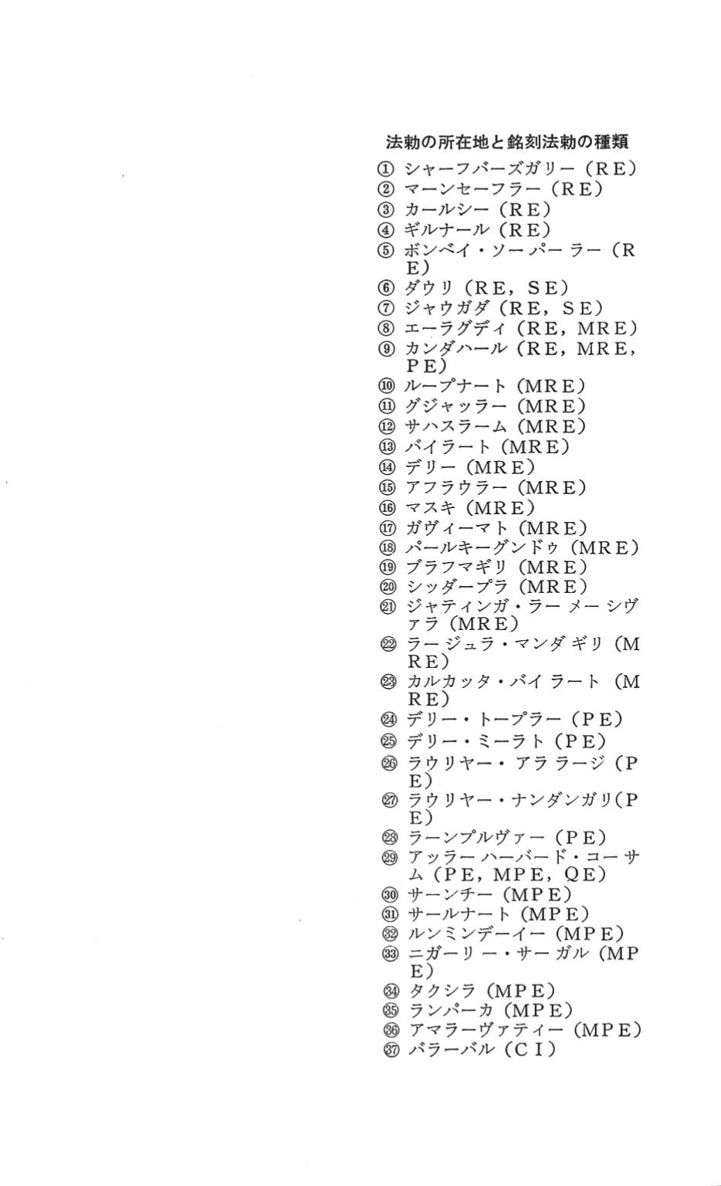 法勅の所在地と銘刻法勅の種類
① シャーフバーズガリー（RE）
② マーンセーフラー（RE）
③ カールシー（RE）
④ ギルナール（RE）
⑤ ボンベイ・ソーパーラー（R
E）
⑥ ダウリ（RE，SE）
⑦ ジャウガダ（RE，SE）
⑧ エーラグディ（RE，MRE）
⑨ カンダハール（RE，MRE，
PE）
⑩ ループナート（MRE）
⑪ グジャッラー（MRE）
⑫ サハスラーム（MRE）
⑬ バイラート（MRE）
⑭ デリー（MRE）
⑮ アフラウラー（MRE）
⑯ マスキ（MRE）
⑰ ガヴィーマト（MRE）
⑱ パールキーグンドゥ（MRE）
⑲ ブラフマギリ（MRE）
⑳ シッダープラ（MRE）
㉑ ジャティンガ・ラーメーシヴ
ァラ（MRE）
㉒ ラージュラ・マンダギリ（M
RE）
㉓ カルカッタ・バイラート（M
RE）
㉔ デリー・トープラー（PE）
㉕ デリー・ミーラト（PE）
㉖ ラウリヤー・アララージ（P
E）
㉗ ラウリヤー・ナンダンガリ（P
E）
㉘ ラーンプルヴァー（PE）
㉙ アッラーハーバード・コーサ
ム（PE，MPE，QE）
㉚ サーンチー（MPE）
㉛ サールナート（MPE）
㉜ ルンミンデーイー（MPE）
㉝ ニガーリー・サーガル（MP
E）
㉞ タクシラ（MPE）
㉟ ランパーカ（MPE）
㊱ アマラーヴァティー（MPE）
㊲ バラーバル（CI）